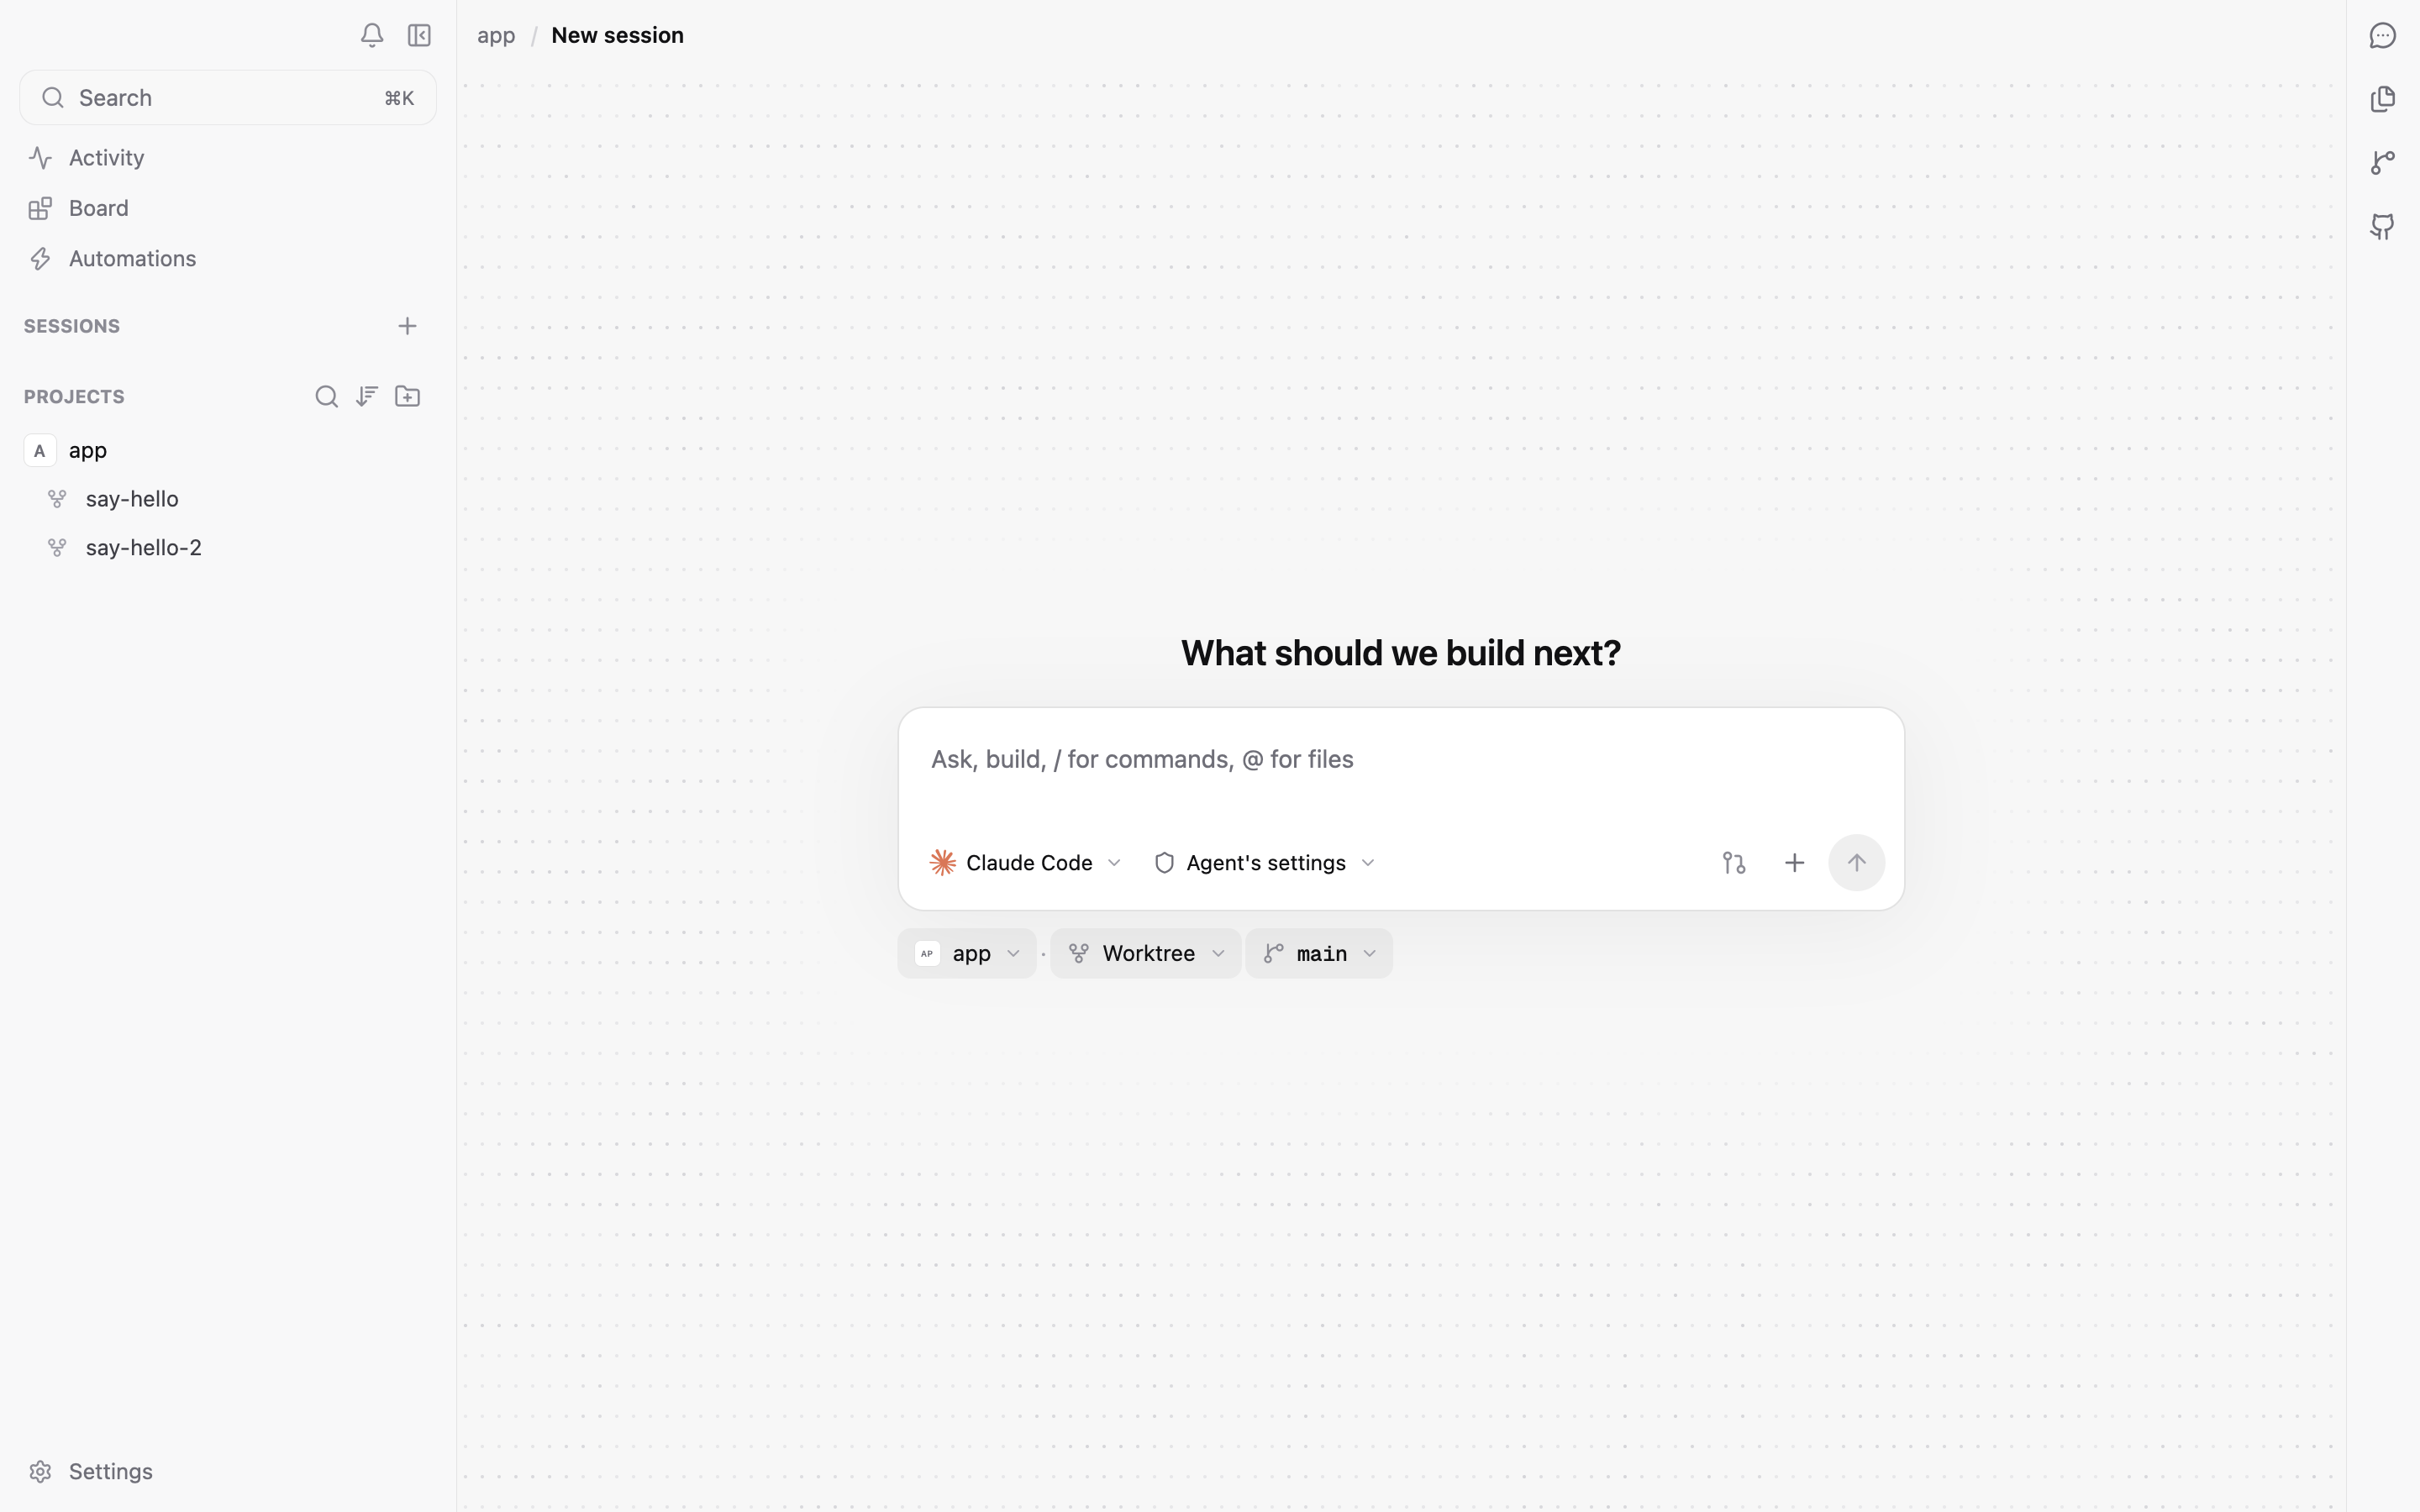 app / New session
Search ⌘K
Activity
Board
Automations
SESSIONS
PROJECTS
A app
say-hello
say-hello-2
What should we build next?
Ask, build, / for commands, @ for files
Claude Code Agent's settings
AP app · Worktree main
Settings